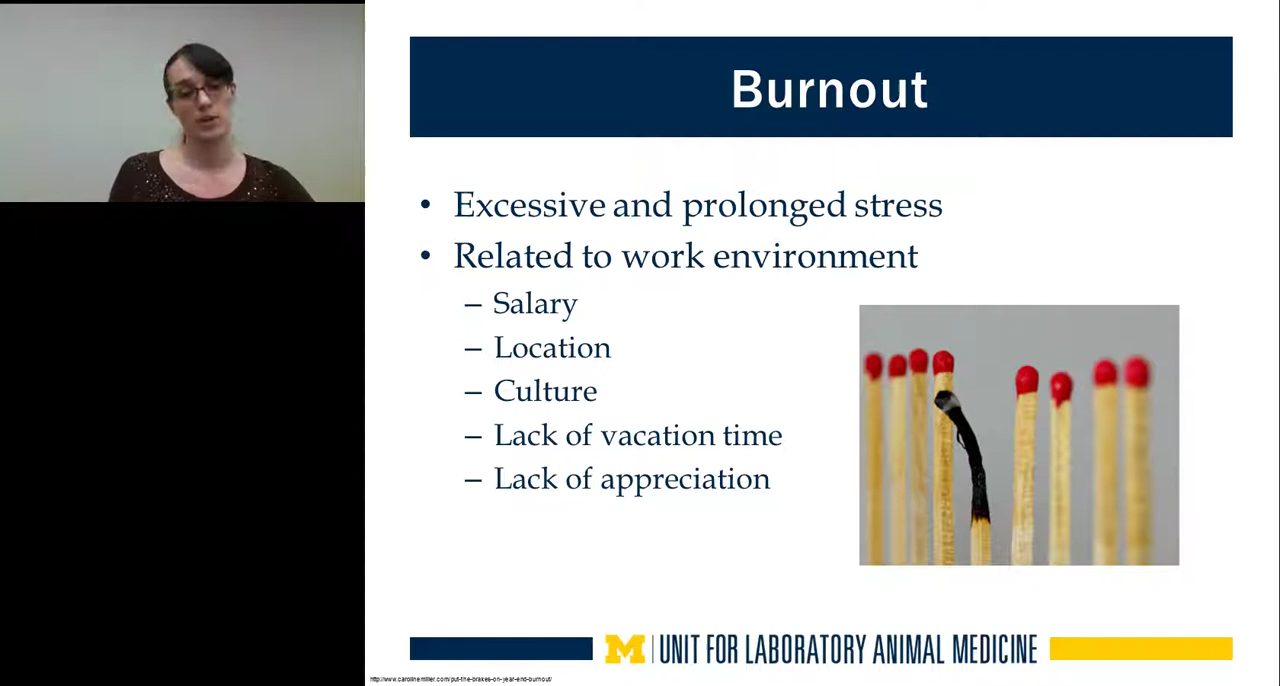 Burnout
• Excessive and prolonged stress
• Related to work environment
– Salary
– Location
– Culture
– Lack of vacation time
– Lack of appreciation
M | UNIT FOR LABORATORY ANIMAL MEDICINE
http://www.carolinemiller.com/put-the-brakes-on-year-end-burnout/